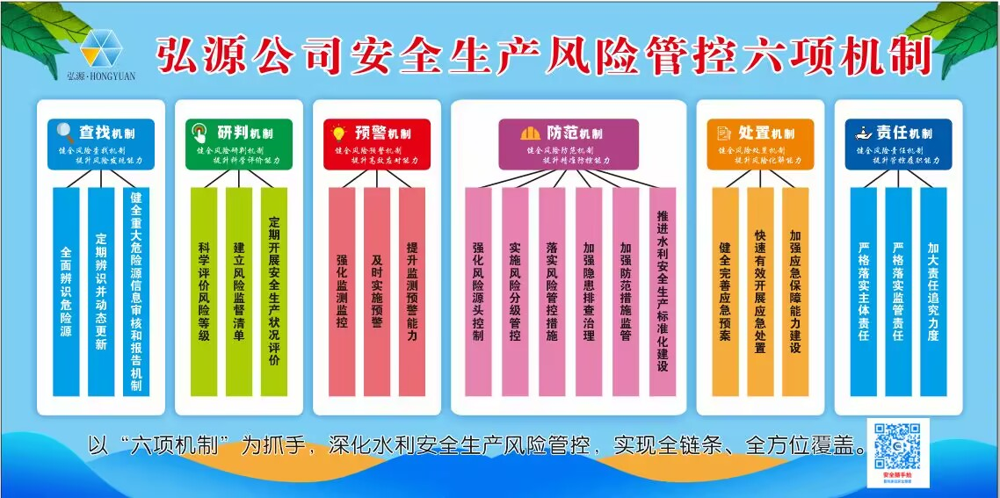 弘源·HONGYUAN
弘源公司安全生产风险管控六项机制
查找机制
健全风险查找机制
提升风险发现能力
全面辨识危险源
定期辨识并动态更新
健全重大危险源信息审核和报告机制
研判机制
健全风险研判机制
提升科学评价能力
科学评价风险等级
建立风险监督清单
定期开展安全生产状况评价
预警机制
健全风险预警机制
提升高效应对能力
强化监测监控
及时实施预警
提升监测预警能力
防范机制
健全风险防范机制
提升精准防控能力
强化风险源头控制
实施风险分级管控
落实风险管控措施
加强隐患排查治理
加强防范措施监管
推进水利安全生产标准化建设
处置机制
健全风险处置机制
提升风险化解能力
健全完善应急预案
快速有效开展应急处置
加强应急保障能力建设
责任机制
健全风险责任机制
提升管控履职能力
严格落实主体责任
严格落实监管责任
加大责任追究力度
以“六项机制”为抓手，深化水利安全生产风险管控，实现全链条、全方位覆盖。
安全随手拍